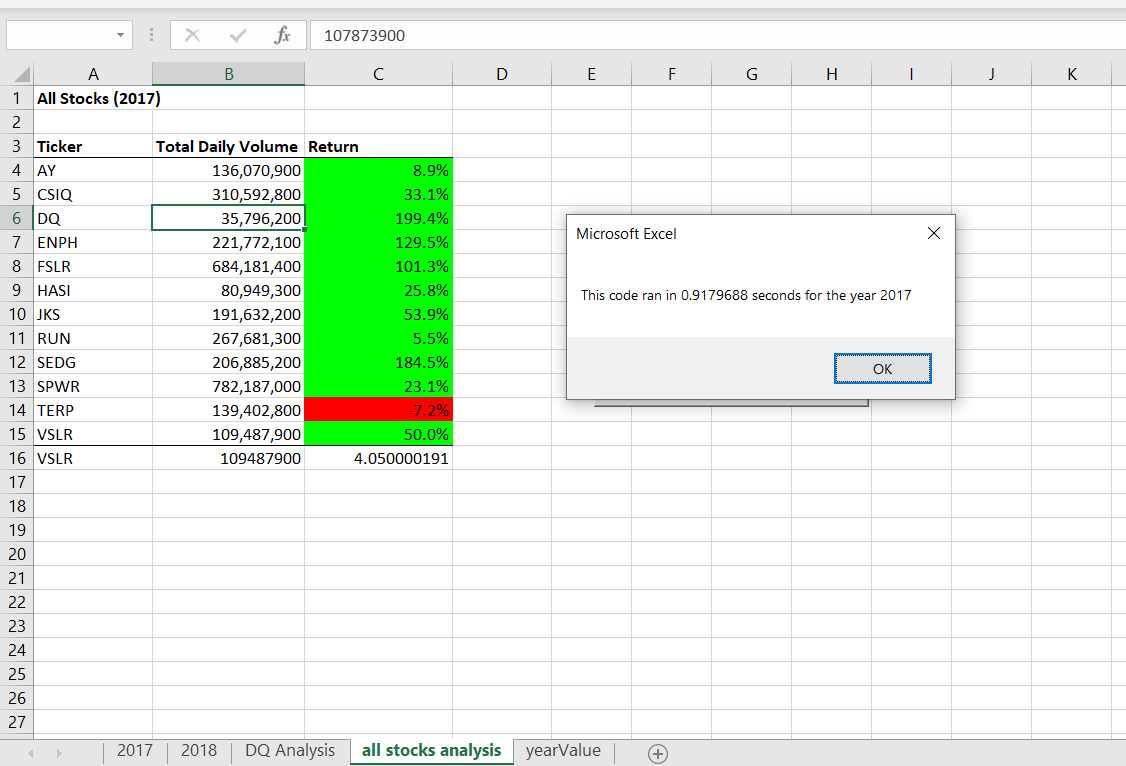 fx 107873900
A B C D E F G H I J K
1 All Stocks (2017)
2
3 Ticker Total Daily Volume Return
4 AY 136,070,900 8.9%
5 CSIQ 310,592,800 33.1%
6 DQ 35,796,200 199.4%
7 ENPH 221,772,100 129.5%
8 FSLR 684,181,400 101.3%
9 HASI 80,949,300 25.8%
10 JKS 191,632,200 53.9%
11 RUN 267,681,300 5.5%
12 SEDG 206,885,200 184.5%
13 SPWR 782,187,000 23.1%
14 TERP 139,402,800 -7.2%
15 VSLR 109,487,900 50.0%
16 VSLR 109487900 4.050000191
17
18
19
20
21
22
23
24
25
26
27
Microsoft Excel
This code ran in 0.9179688 seconds for the year 2017
OK
2017 2018 DQ Analysis all stocks analysis yearValue